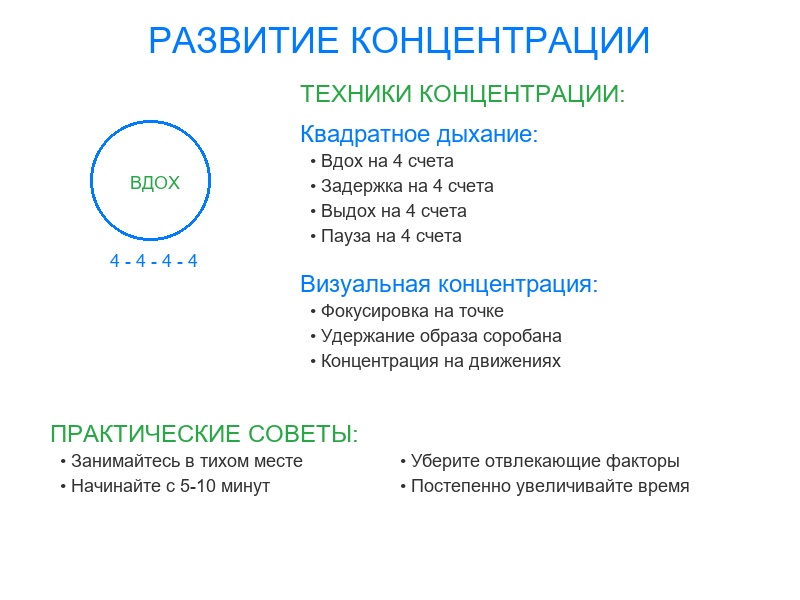 РАЗВИТИЕ КОНЦЕНТРАЦИИ
ВДОХ
4 - 4 - 4 - 4
ТЕХНИКИ КОНЦЕНТРАЦИИ:
Квадратное дыхание:
• Вдох на 4 счета
• Задержка на 4 счета
• Выдох на 4 счета
• Пауза на 4 счета
Визуальная концентрация:
• Фокусировка на точке
• Удержание образа соробана
• Концентрация на движениях
ПРАКТИЧЕСКИЕ СОВЕТЫ:
• Занимайтесь в тихом месте
• Начинайте с 5-10 минут
• Уберите отвлекающие факторы
• Постепенно увеличивайте время